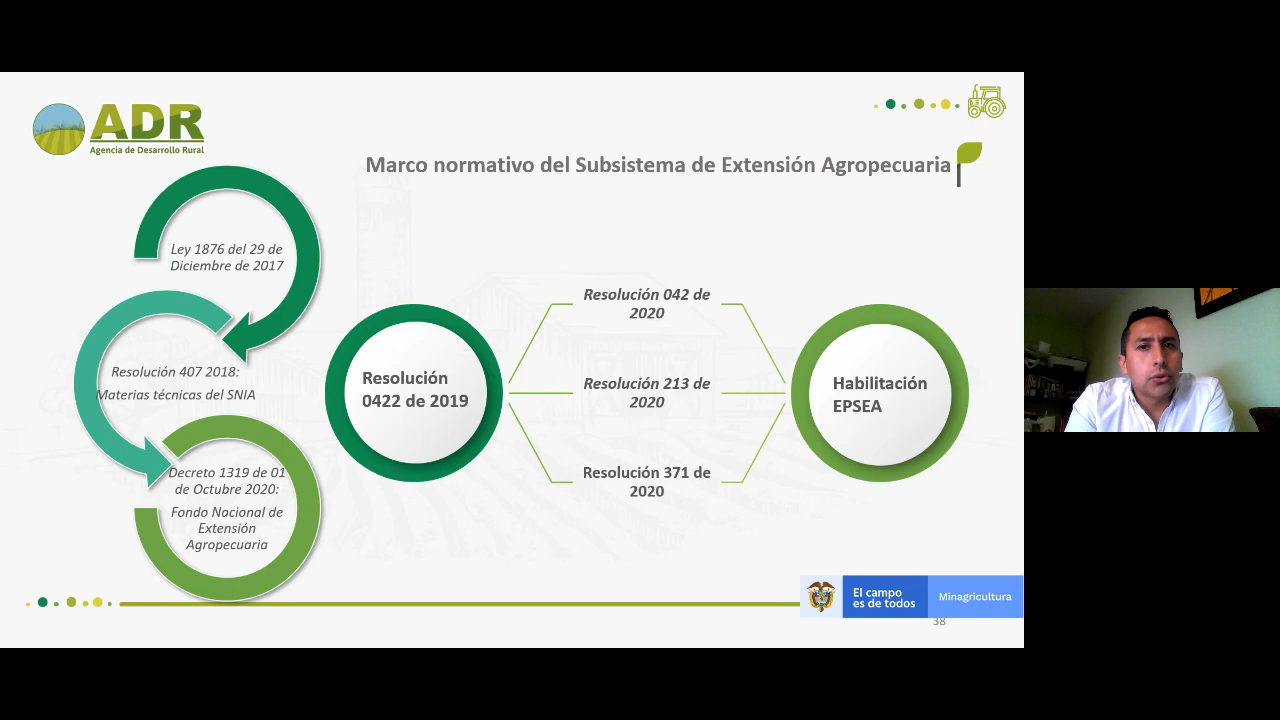 ADR
Agencia de Desarrollo Rural
Marco normativo del Subsistema de Extensión Agropecuaria
Ley 1876 del 29 de
Diciembre de 2017
Resolución 407 2018:
Materias técnicas del SNIA
Decreto 1319 de 01
de Octubre 2020:
Fondo Nacional de
Extensión
Agropecuaria
Resolución
0422 de 2019
Resolución 042 de
2020
Resolución 213 de
2020
Resolución 371 de
2020
Habilitación
EPSEA
El campo
es de todos
Minagricultura
38